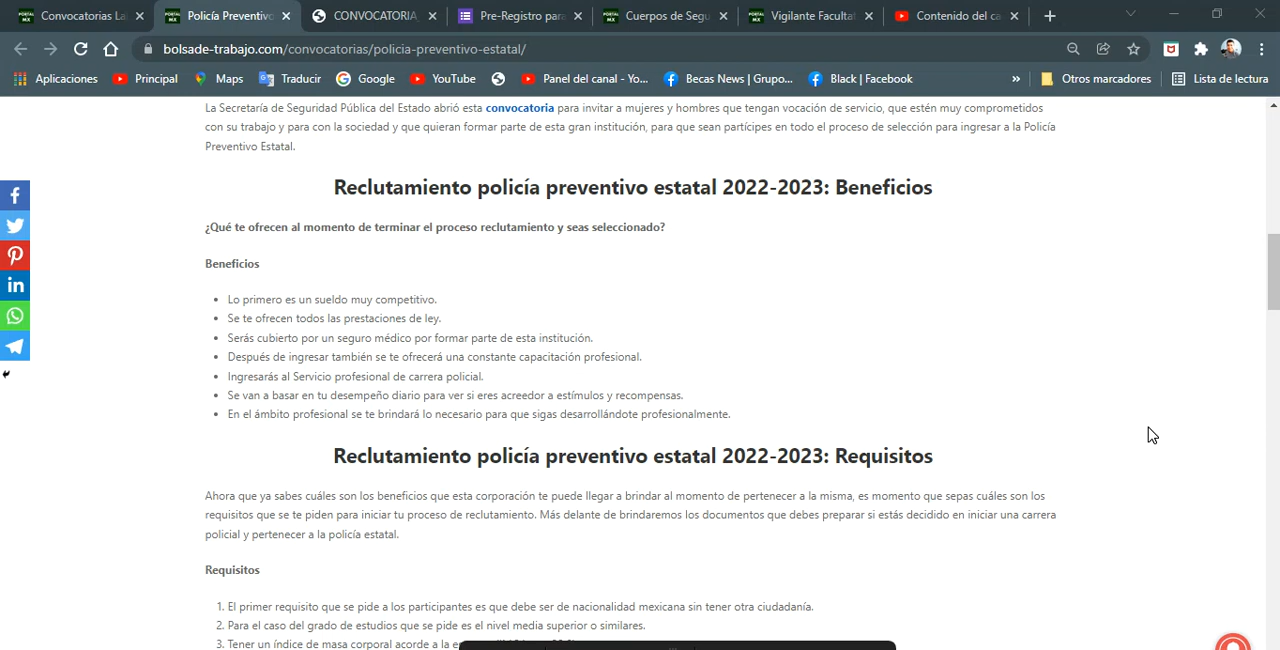 Convocatorias La
Policía Preventivo
CONVOCATORIA
Pre-Registro para
Cuerpos de Segu
Vigilante Facultat
Contenido del ca
bolsade-trabajo.com/convocatorias/policia-preventivo-estatal/
Aplicaciones
Principal
Maps
Traducir
Google
YouTube
Panel del canal - Yo...
Becas News | Grupo...
Black | Facebook
»
Otros marcadores
Lista de lectura
La Secretaría de Seguridad Pública del Estado abrió esta convocatoria para invitar a mujeres y hombres que tengan vocación de servicio, que estén muy comprometidos
con su trabajo y para con la sociedad y que quieran formar parte de esta gran institución, para que sean partícipes en todo el proceso de selección para ingresar a la Policía
Preventivo Estatal.
Reclutamiento policía preventivo estatal 2022-2023: Beneficios
¿Qué te ofrecen al momento de terminar el proceso reclutamiento y seas seleccionado?
Beneficios
• Lo primero es un sueldo muy competitivo.
• Se te ofrecen todos las prestaciones de ley.
• Serás cubierto por un seguro médico por formar parte de esta institución.
• Después de ingresar también se te ofrecerá una constante capacitación profesional.
• Ingresarás al Servicio profesional de carrera policial.
• Se van a basar en tu desempeño diario para ver si eres acreedor a estímulos y recompensas.
• En el ámbito profesional se te brindará lo necesario para que sigas desarrollándote profesionalmente.
Reclutamiento policía preventivo estatal 2022-2023: Requisitos
Ahora que ya sabes cuáles son los beneficios que esta corporación te puede llegar a brindar al momento de pertenecer a la misma, es momento que sepas cuáles son los
requisitos que se te piden para iniciar tu proceso de reclutamiento. Más delante de brindaremos los documentos que debes preparar si estás decidido en iniciar una carrera
policial y pertenecer a la policía estatal.
Requisitos
1. El primer requisito que se pide a los participantes es que debe ser de nacionalidad mexicana sin tener otra ciudadanía.
2. Para el caso del grado de estudios que se pide es el nivel media superior o similares.
3. Tener un índice de masa corporal acorde a la